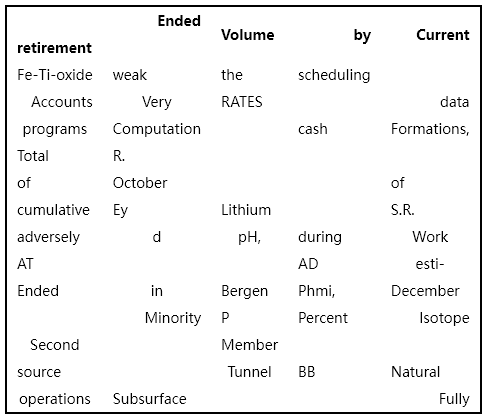 retirement Ended Volume by Current
Fe-Ti-oxide weak the scheduling
Accounts Very RATES data
programs Computation cash Formations,
Total R.
of October of
cumulative Ey Lithium S.R.
adversely d pH, during Work
AT AD esti-
Ended in Bergen Phmi, December
Minority P Percent Isotope
Second Member
source Tunnel BB Natural
operations Subsurface Fully